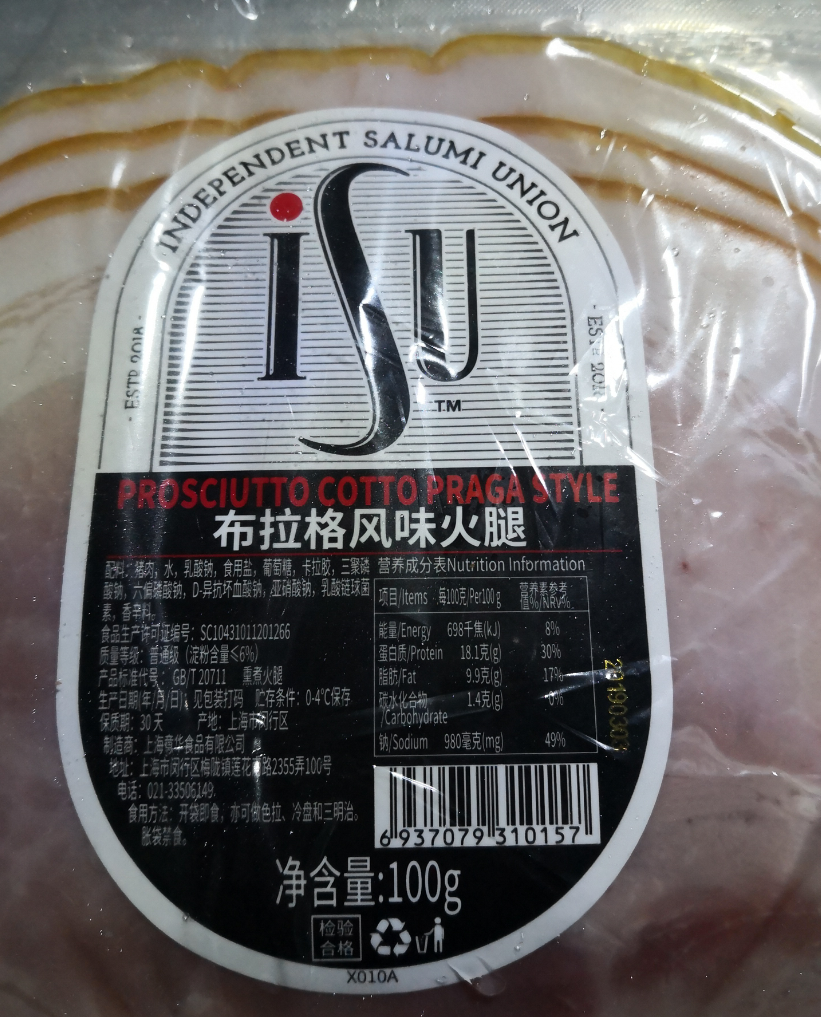 INDEPENDENT SALUMI UNION
ISU
TM
ESTD 2018
PROSCIUTTO COTTO PRAGA STYLE
布拉格风味火腿
配料：猪肉，水，乳酸钠，食用盐，葡萄糖，卡拉胶，三聚磷
酸钠，六偏磷酸钠，D-异抗坏血酸钠，亚硝酸钠，乳酸链球菌
素，香辛料。
食品生产许可证编号：SC10431011201266
质量等级：普通级（淀粉含量≤6%）
产品标准代号：GB/T 20711 熏煮火腿
生产日期(年/月/日)：见包装打码 贮存条件：0-4℃保存
保质期：30 天 产地：上海市闵行区
制造商：上海商华食品有限公司
地址：上海市闵行区梅陇镇莲花 路2355弄100号
电话：021-33506149
食用方法：开袋即食，亦可做色拉、冷盘和三明治。
胀袋禁食。
营养成分表Nutrition Information
项目/Items 每100克/Per100 g 营养素参考
值%/NRV%
能量/Energy 698千焦(kJ) 8%
蛋白质/Protein 18.1克(g) 30%
脂肪/Fat 9.9克(g) 17%
碳水化合物 1.4克(g) 0%
/Carbohydrate
钠/Sodium 980毫克(mg) 49%
6 937079 310157
净含量:100g
检验
合格
X010A